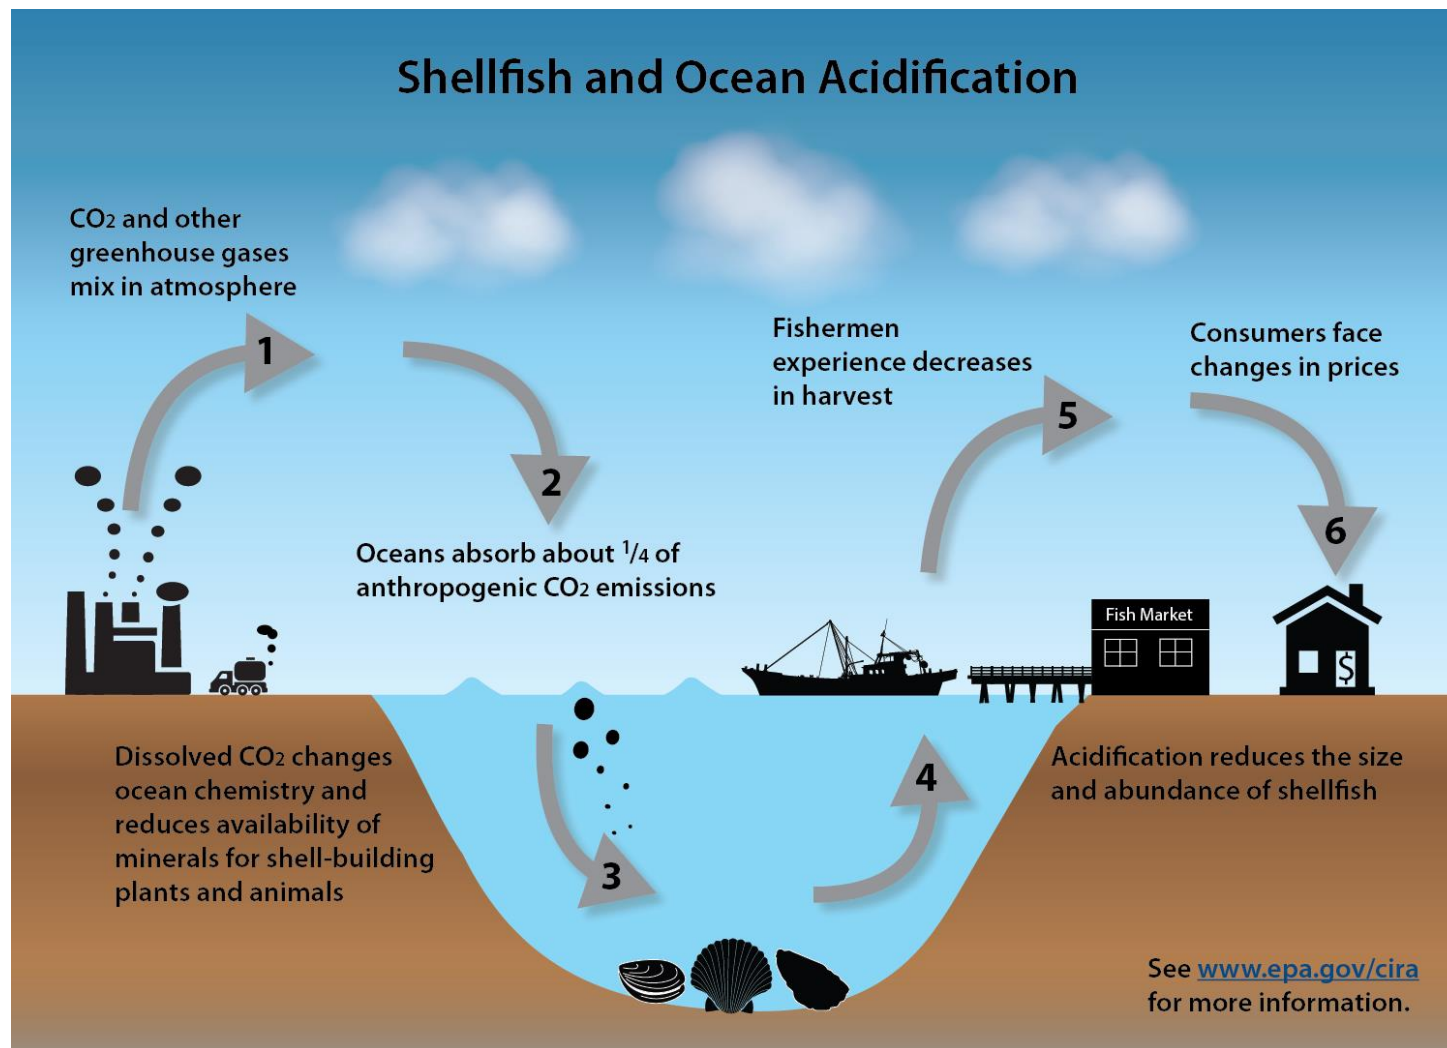 Shellfish and Ocean Acidification
CO2 and other
greenhouse gases
mix in atmosphere
1
2
Oceans absorb about 1/4 of
anthropogenic CO2 emissions
Dissolved CO2 changes
ocean chemistry and
reduces availability of
minerals for shell-building
plants and animals
3
4
Acidification reduces the size
and abundance of shellfish
Fishermen
experience decreases
in harvest
5
Consumers face
changes in prices
6
Fish Market
$
See www.epa.gov/cira
for more information.